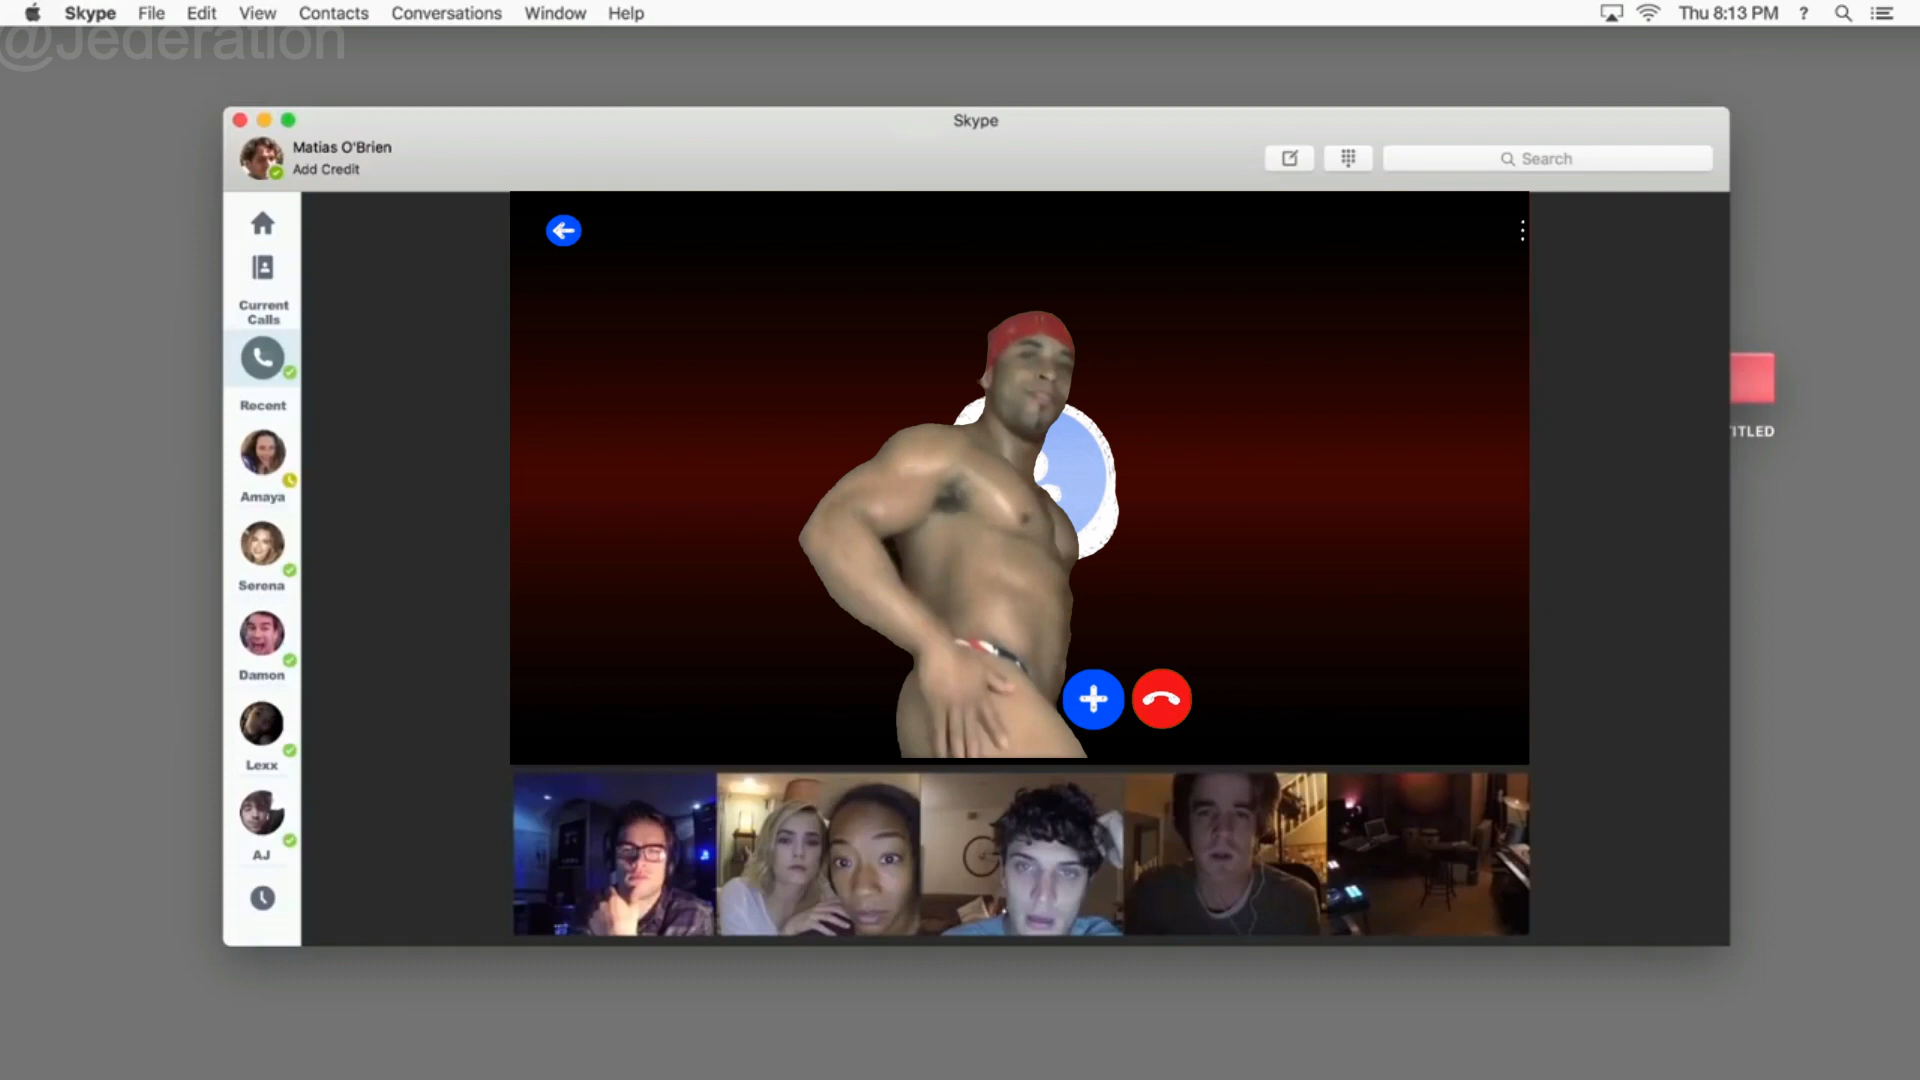 Skype File Edit View Contacts Conversations Window Help Thu 8:13 PM ?
@Jederation
Skype
Matias O'Brien
Add Credit
Search
Current
Calls
Recent
Amaya
Serena
Damon
Lexx
AJ
TITLED